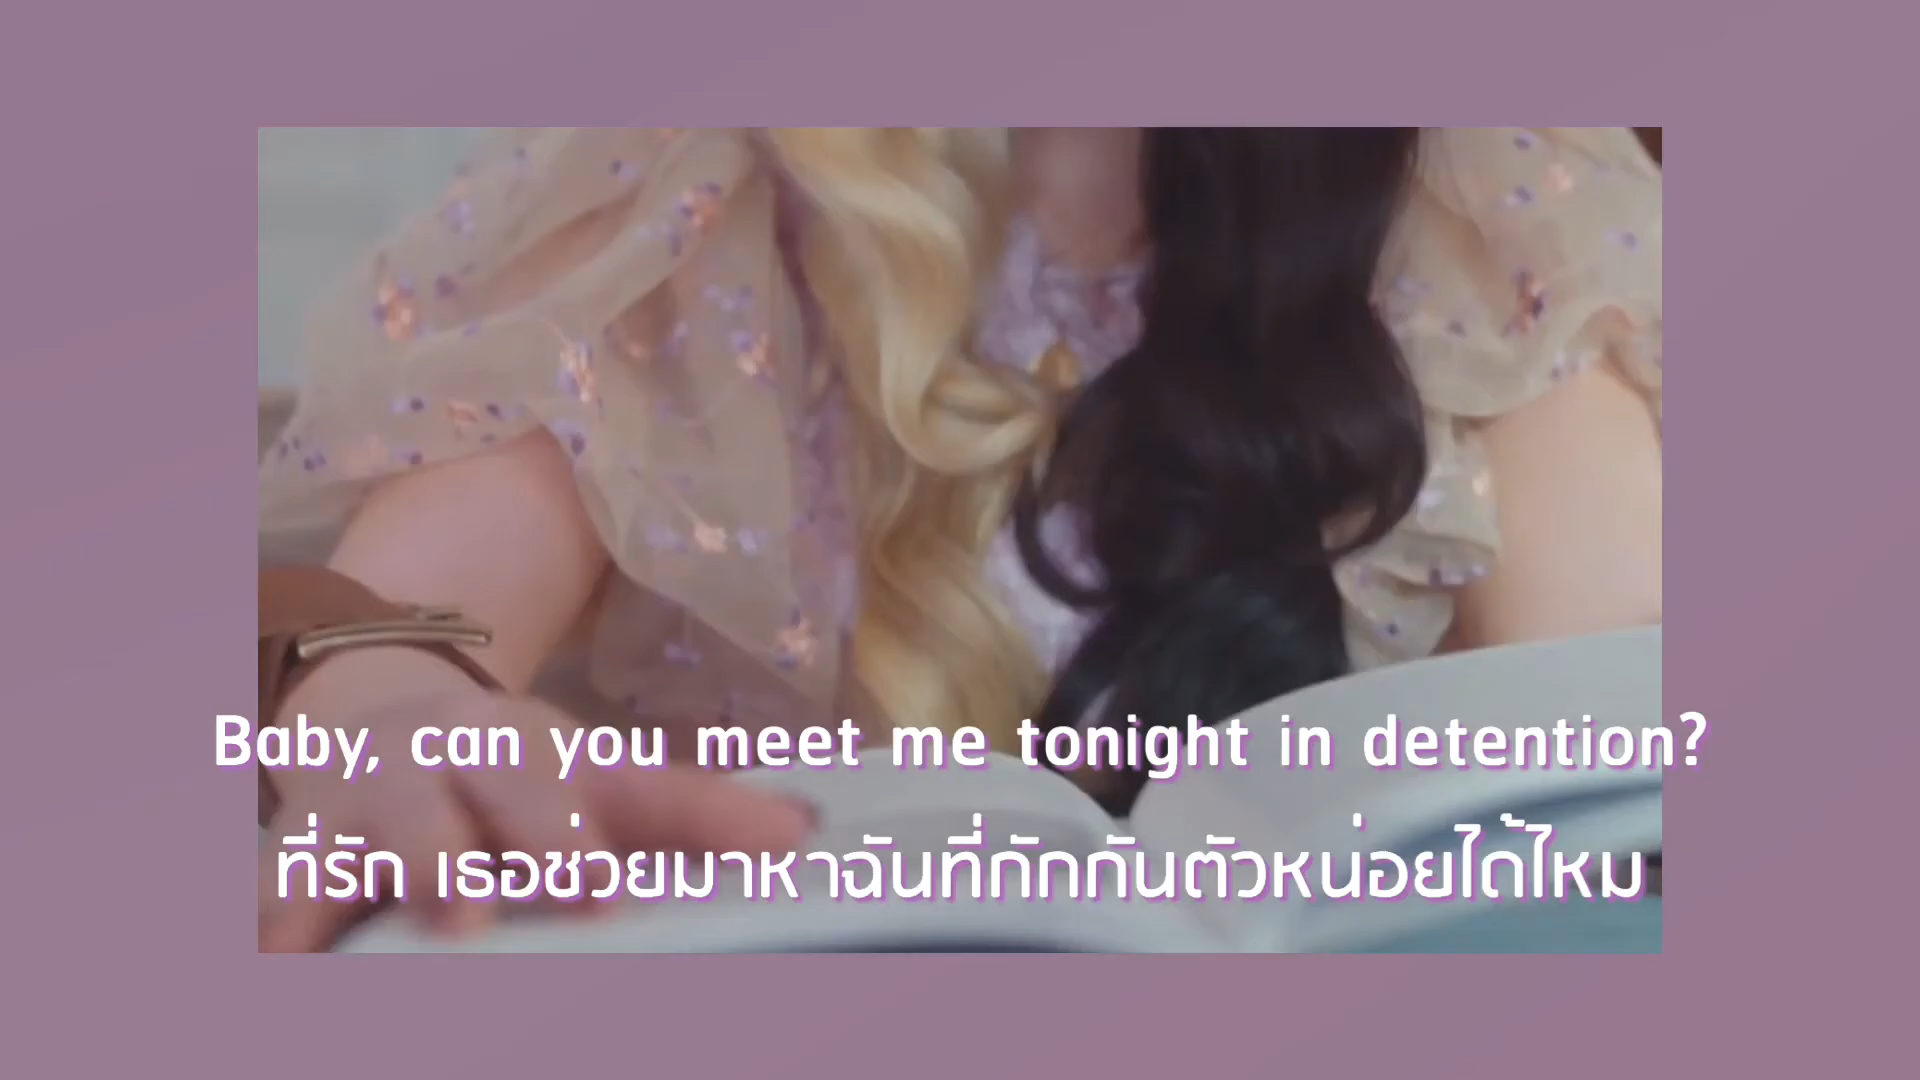 Baby, can you meet me tonight in detention?
ที่รัก เธอช่วยมาหาฉันที่กักกันตัวหน่อยได้ไหม